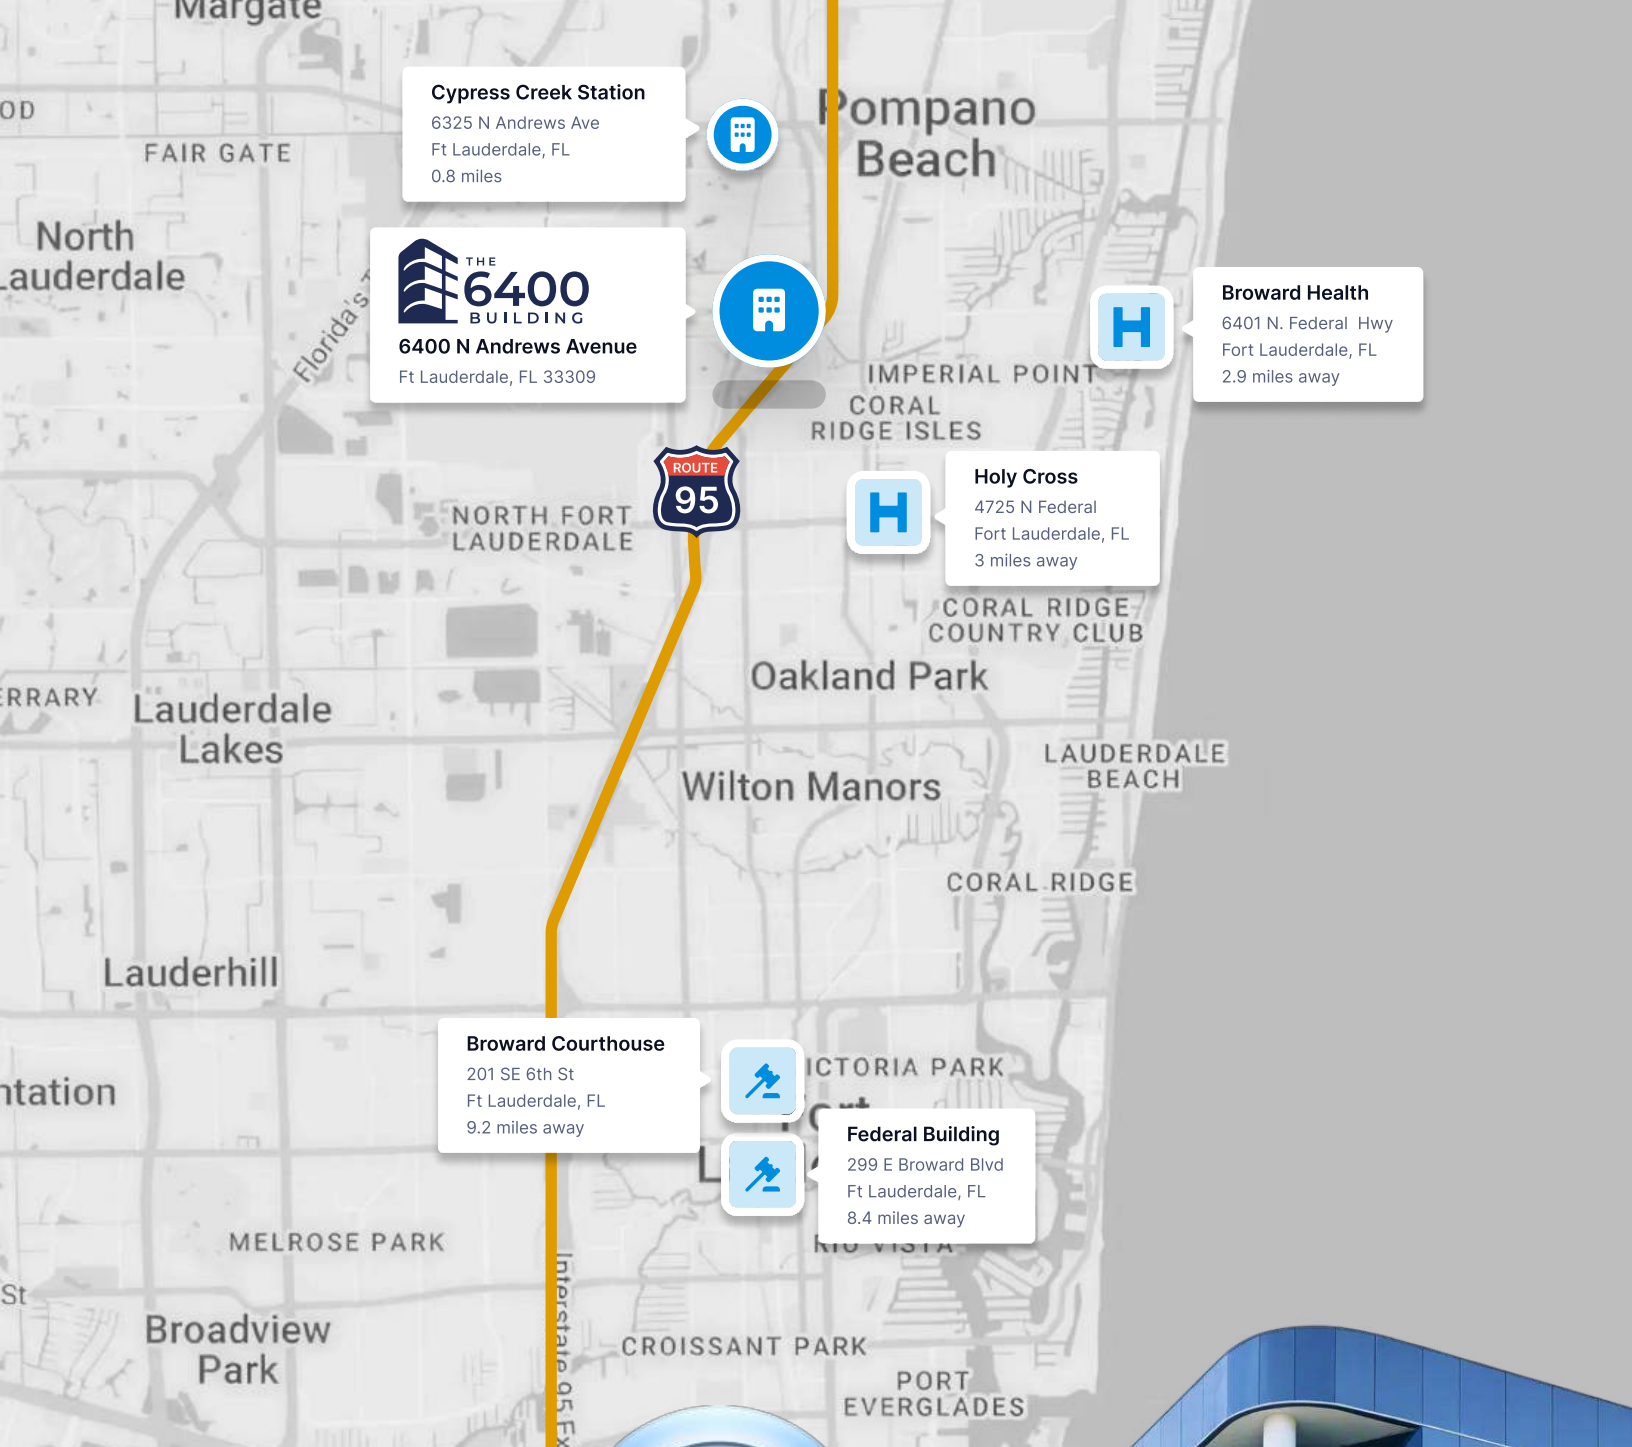 Margate
Cypress Creek Station
6325 N Andrews Ave
Ft Lauderdale, FL
0.8 miles
Pompano
Beach
OD
FAIR GATE
North
Lauderdale
Florida's T
THE
6400
BUILDING
6400 N Andrews Avenue
Ft Lauderdale, FL 33309
H
Broward Health
6401 N. Federal  Hwy
Fort Lauderdale, FL
2.9 miles away
IMPERIAL POINT
CORAL
RIDGE ISLES
ROUTE
95
H
Holy Cross
4725 N Federal
Fort Lauderdale, FL
3 miles away
NORTH FORT
LAUDERDALE
CORAL RIDGE
COUNTRY CLUB
Oakland Park
ERRARY
Lauderdale
Lakes
LAUDERDALE
BEACH
Wilton Manors
CORAL RIDGE
Lauderhill
Broward Courthouse
201 SE 6th St
Ft Lauderdale, FL
9.2 miles away
ICTORIA PARK
ntation
Fort
L
Federal Building
299 E Broward Blvd
Ft Lauderdale, FL
8.4 miles away
RIO VISTA
MELROSE PARK
Interstate 95 Ex
St
Broadview
Park
CROISSANT PARK
PORT
EVERGLADES